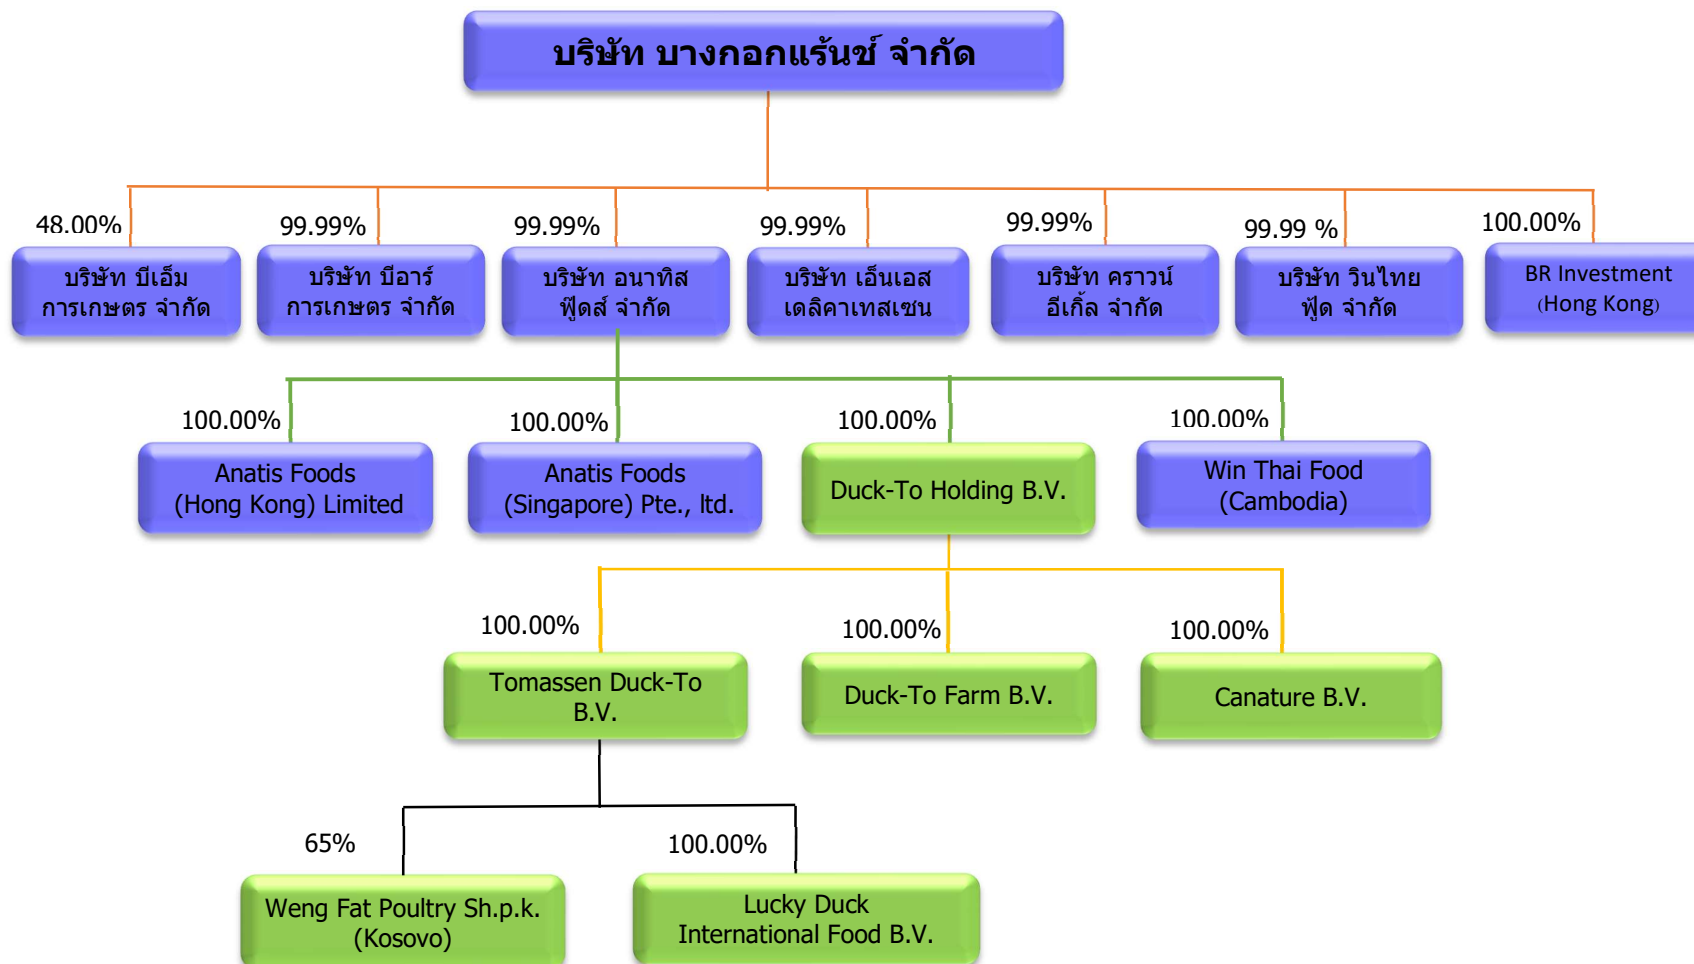 บริษัท บางกอกแร้นช์ จำกัด
48.00%
99.99%
99.99%
99.99%
99.99%
99.99 %
100.00%
บริษัท บีเอ็ม
การเกษตร จำกัด
บริษัท บีอาร์
การเกษตร จำกัด
บริษัท อนาทิส
ฟู๊ดส์ จำกัด
บริษัท เอ็นเอส
เดลิคาเทสเซน
บริษัท คราวน์
อีเกิ้ล จำกัด
บริษัท วินไทย
ฟู้ด จำกัด
BR Investment
(Hong Kong)
100.00%
100.00%
100.00%
100.00%
Anatis Foods
(Hong Kong) Limited
Anatis Foods
(Singapore) Pte., ltd.
Duck-To Holding B.V.
Win Thai Food
(Cambodia)
100.00%
100.00%
100.00%
Tomassen Duck-To
B.V.
Duck-To Farm B.V.
Canature B.V.
65%
100.00%
Weng Fat Poultry Sh.p.k.
(Kosovo)
Lucky Duck
International Food B.V.